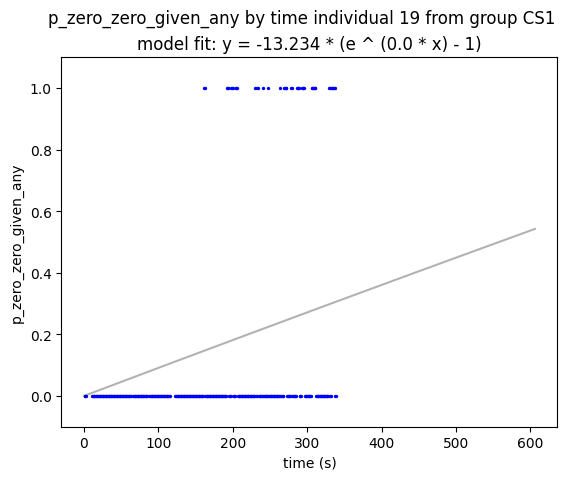 p_zero_zero_given_any by time individual 19 from group CS1
model fit: y = -13.234 * (e ^ (0.0 * x) - 1)
1.0
0.8
0.6
0.4
0.2
0.0
p_zero_zero_given_any
0 100 200 300 400 500 600
time (s)